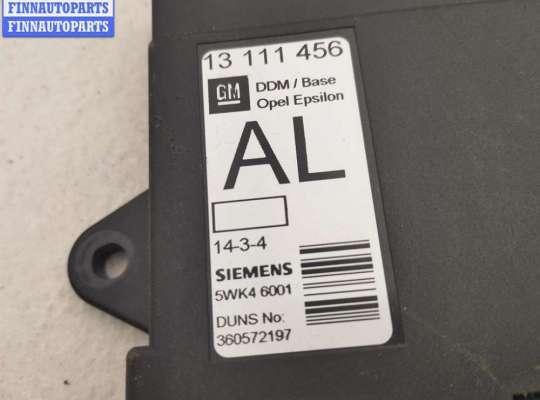 FINNAUTOPARTS
FINNAUTOPARTS
13 111 456
GM
DDM / Base
Opel Epsilon
AL
14-3-4
SIEMENS
5WK4 6001
DUNS No:
360572197